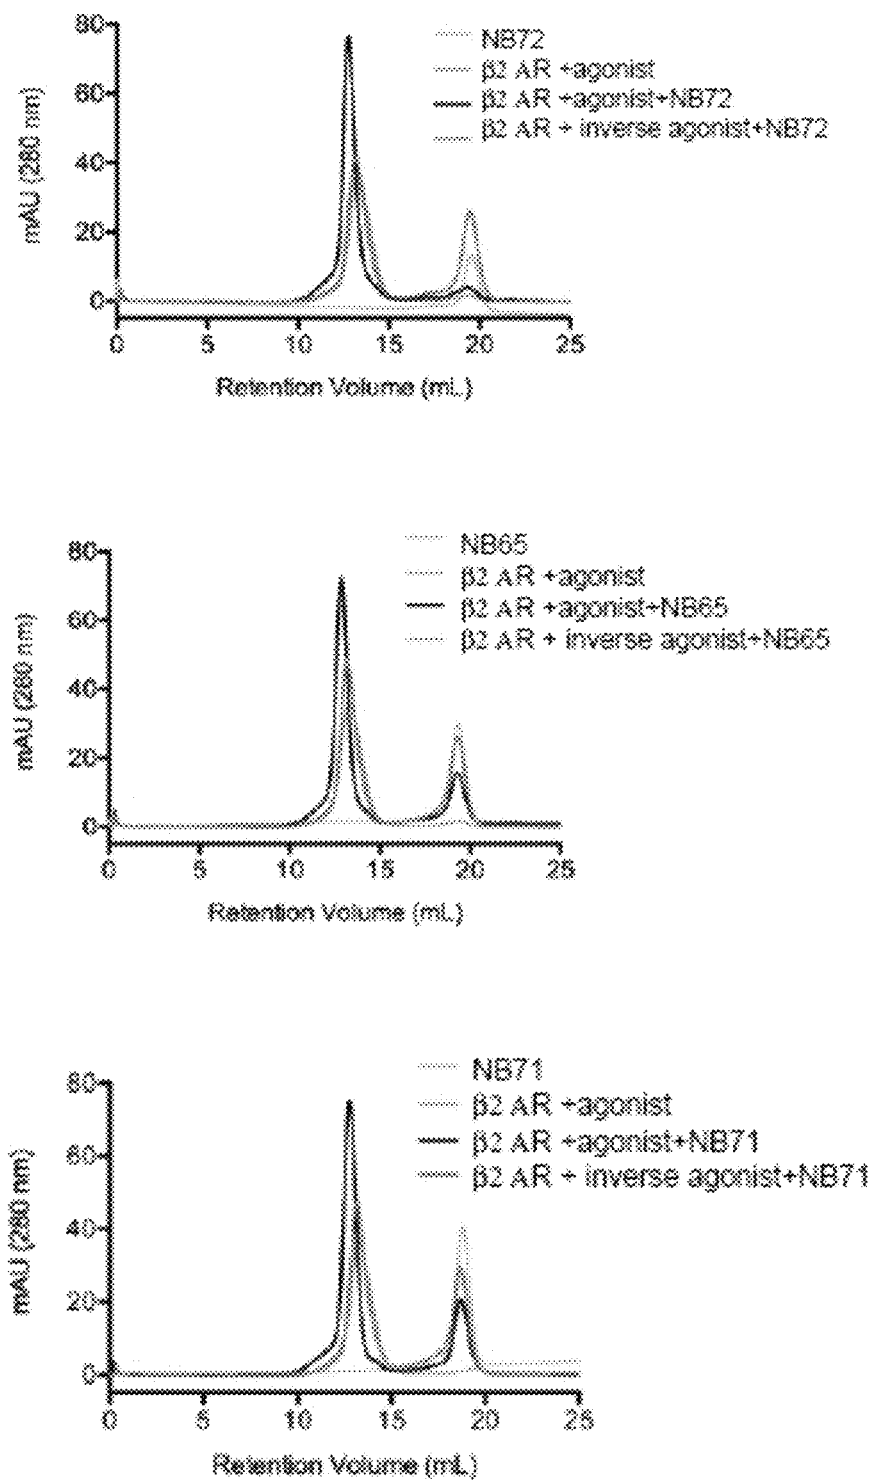 80
60
40
20
0
mAU (280 nm)
NB72
β2 AR +agonist
β2 AR +agonist+NB72
β2 AR + inverse agonist+NB72
0 5 10 15 20 25
Retention Volume (mL)
80
60
40
20
0
mAU (280 nm)
NB65
β2 AR +agonist
β2 AR +agonist+NB65
β2 AR + inverse agonist+NB65
0 5 10 15 20 25
Retention Volume (mL)
80
60
40
20
0
mAU (280 nm)
NB71
β2 AR +agonist
β2 AR +agonist+NB71
β2 AR + inverse agonist+NB71
0 5 10 15 20 25
Retention Volume (mL)